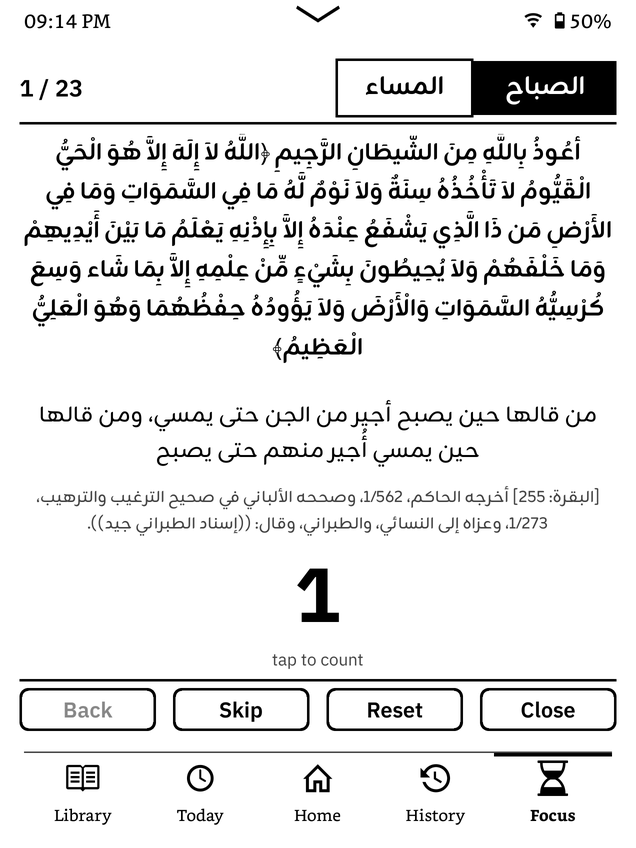 09:14 PM
50%
1 / 23
المساء
الصباح
أعُوذُ بِاللَّهِ مِنَ الشَّيطَانِ الرَّجِيمِ ﴿اللَّهُ لاَ إِلَهَ إِلاَّ هُوَ الْحَيُّ
الْقَيُّومُ لاَ تَأْخُذُهُ سِنَةٌ وَلاَ نَوْمٌ لَّهُ مَا فِي السَّمَوَاتِ وَمَا فِي
الأَرْضِ مَن ذَا الَّذِي يَشْفَعُ عِنْدَهُ إِلاَّ بِإِذْنِهِ يَعْلَمُ مَا بَيْنَ أَيْدِيهِمْ
وَمَا خَلْفَهُمْ وَلاَ يُحِيطُونَ بِشَيْءٍ مِّنْ عِلْمِهِ إِلاَّ بِمَا شَاء وَسِعَ
كُرْسِيُّهُ السَّمَوَاتِ وَالْأَرْضَ وَلاَ يَؤُودُهُ حِفْظُهُمَا وَهُوَ الْعَلِيُّ
الْعَظِيمُ﴾
من قالها حين يصبح أجير من الجن حتى يمسي، ومن قالها
حين يمسي أُجير منهم حتى يصبح
[البقرة: 255] أخرجه الحاكم، 1/562، وصححه الألباني في صحيح الترغيب والترهيب،
1/273، وعزاه إلى النسائي، والطبراني، وقال: ((إسناد الطبراني جيد)).
1
tap to count
Back
Skip
Reset
Close
Library
Today
Home
History
Focus